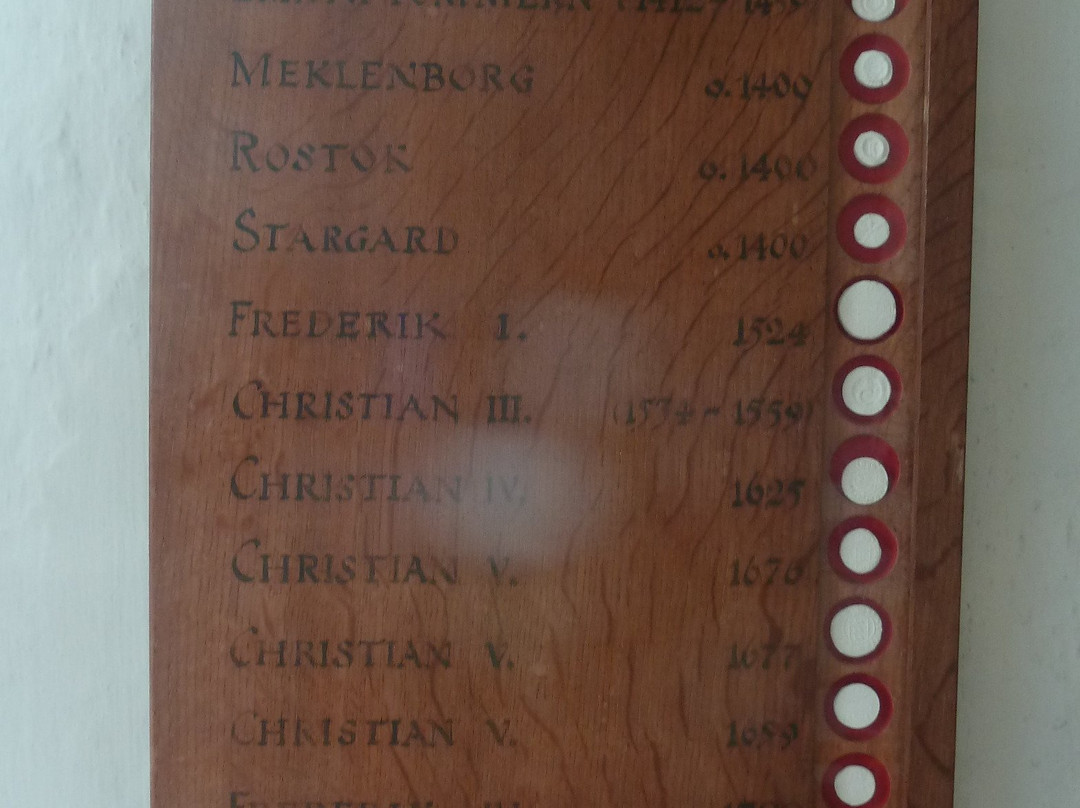 MEKLENBORG o. 1400
ROSTOK o. 1400
STARGARD o. 1400
FREDERIK I. 1524
CHRISTIAN III. (1534-1559)
CHRISTIAN IV. 1625
CHRISTIAN V. 1676
CHRISTIAN V. 1677
CHRISTIAN V. 1689